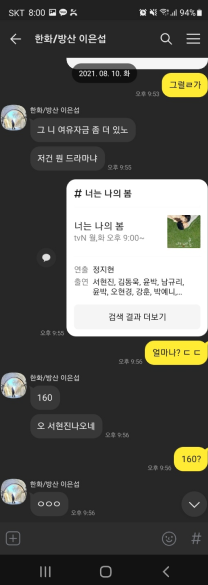 SKT 8:00
94%
한화/방산 이은섭
2021. 08. 10. 화
그럴ㄹ가
오후 9:53
한화/방산 이은섭
그 니 여유자금 좀 더 있노
저건 뭔 드라마냐
오후 9:55
# 너는 나의 봄
너는 나의 봄
tvN 월,화 오후 9:00~
연출 정지현
출연 서현진, 김동욱, 윤박, 남규리,
윤박, 오현경, 강훈, 박예니,...
검색 결과 더보기
오후 9:55
얼마나? ㄷ ㄷ
오후 9:56
한화/방산 이은섭
160
오 서현진나오네
오후 9:56
160?
오후 9:56
한화/방산 이은섭
ㅇㅇㅇ
오후 9:56
#